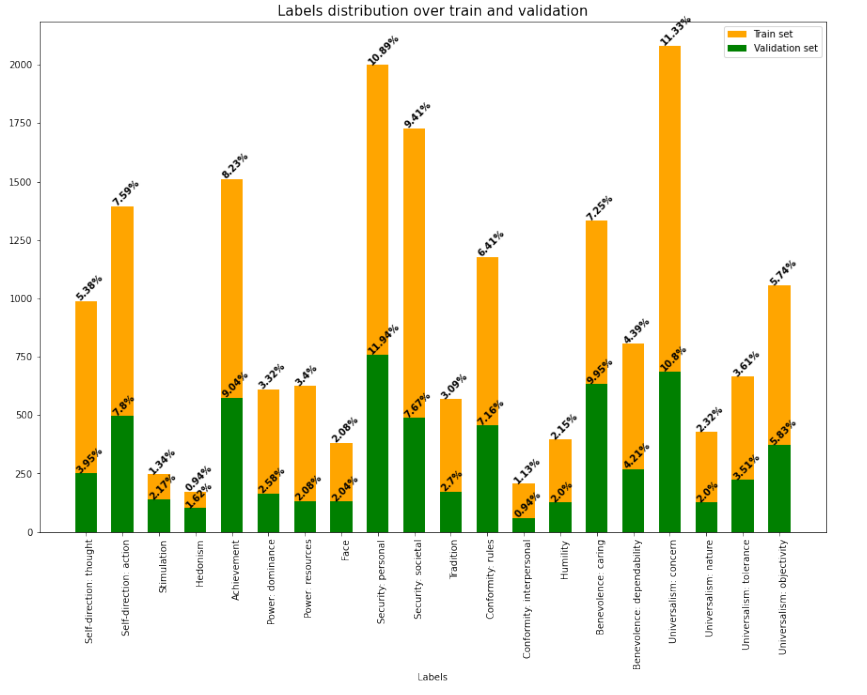 Labels distribution over train and validation
Train set
Validation set
2000
1750
1500
1250
1000
750
500
250
0
5.38%
7.59%
1.34%
0.94%
8.23%
3.32%
3.4%
2.08%
10.89%
9.41%
3.09%
6.41%
1.13%
2.15%
7.25%
4.39%
11.33%
2.32%
3.61%
5.74%
3.95%
7.8%
2.17%
1.62%
9.04%
2.58%
2.08%
2.04%
11.94%
7.67%
2.7%
7.16%
0.94%
2.0%
9.95%
4.21%
10.8%
2.0%
3.51%
5.83%
Self-direction: thought
Self-direction: action
Stimulation
Hedonism
Achievement
Power: dominance
Power: resources
Face
Security: personal
Security: societal
Tradition
Conformity: rules
Conformity: interpersonal
Humility
Benevolence: caring
Benevolence: dependability
Universalism: concern
Universalism: nature
Universalism: tolerance
Universalism: objectivity
Labels